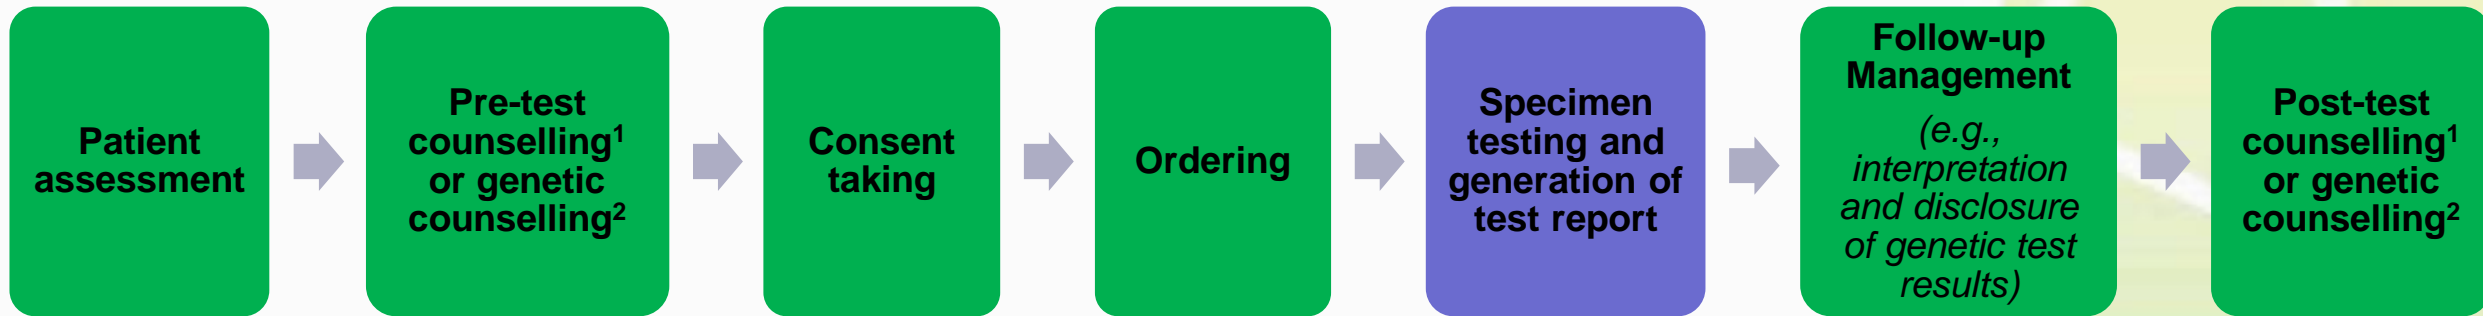 Patient
assessment
Pre-test
counselling¹
or genetic
counselling²
Consent
taking
Ordering
Specimen
testing and
generation of
test report
Follow-up
Management
(e.g.,
interpretation
and disclosure
of genetic test
results)
Post-test
counselling¹
or genetic
counselling²